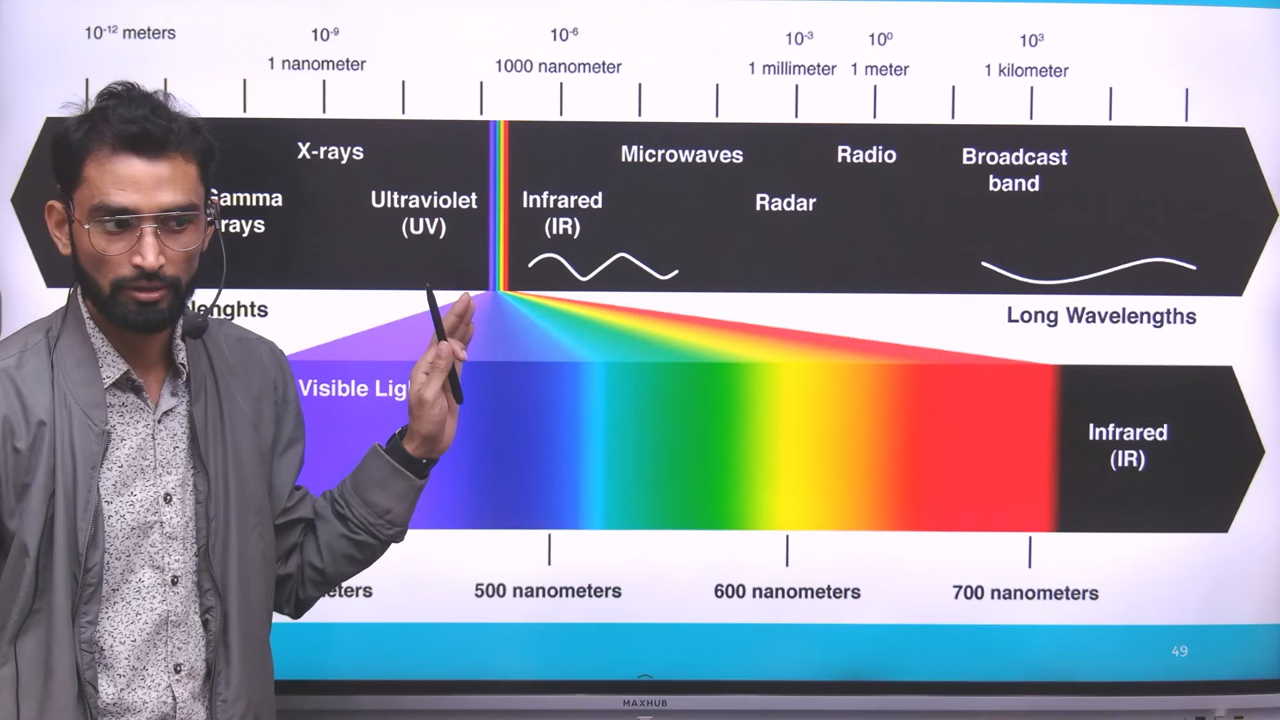 10-12 meters
10-9
10-6
10-3
100
103
1 nanometer
1000 nanometer
1 millimeter
1 meter
1 kilometer
X-rays
Microwaves
Radio
Broadcast
band
rays
Ultraviolet
(UV)
Infrared
(IR)
Radar
Long Wavelengths
Visible
Infrared
(IR)
500 nanometers
600 nanometers
700 nanometers
49
MAXHUB